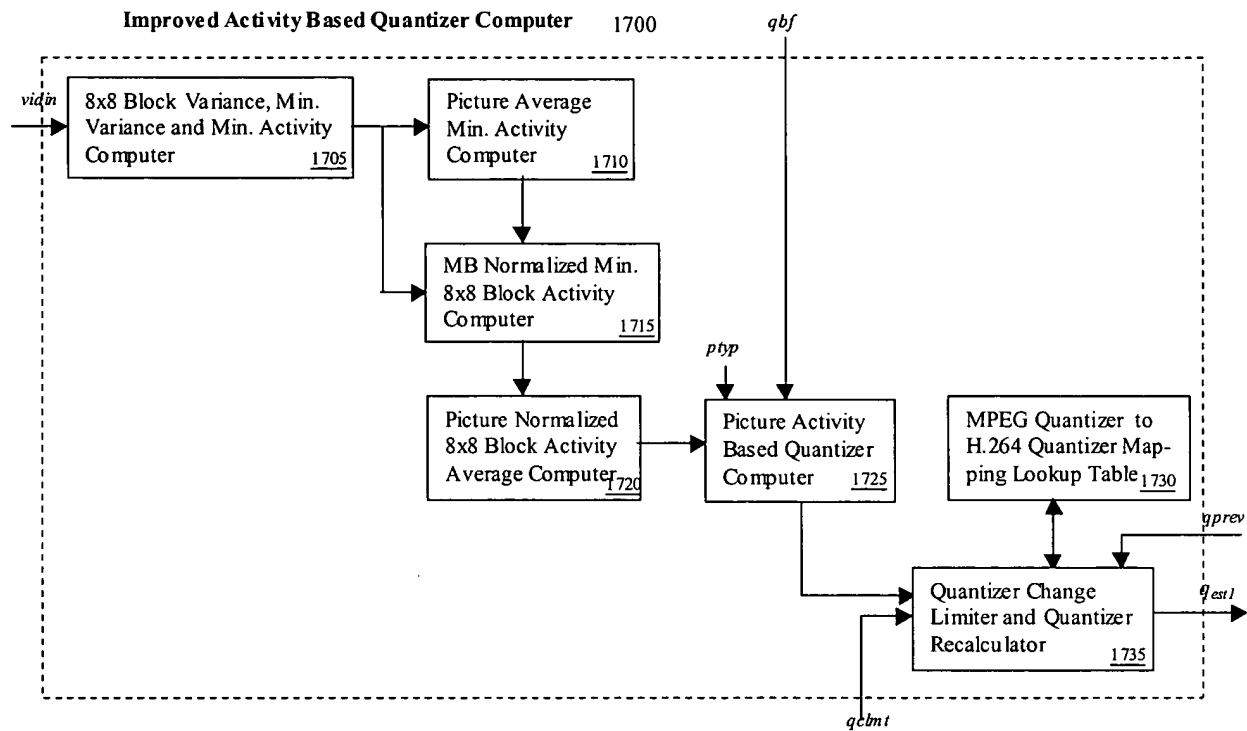 Improved Activity Based Quantizer Computer 1700
qbf
vidin
8x8 Block Variance, Min.
Variance and Min. Activity
Computer
1705
Picture Average
Min. Activity
Computer
1710
MB Normalized Min.
8x8 Block Activity
Computer
1715
ptyp
Picture Normalized
8x8 Block Activity
Average Computer
1720
Picture Activity
Based Quantizer
Computer
1725
MPEG Quantizer to
H.264 Quantizer Map-
ping Lookup Table
1730
qprev
Quantizer Change
Limiter and Quantizer
Recalculator
1735
qest1
qclmt